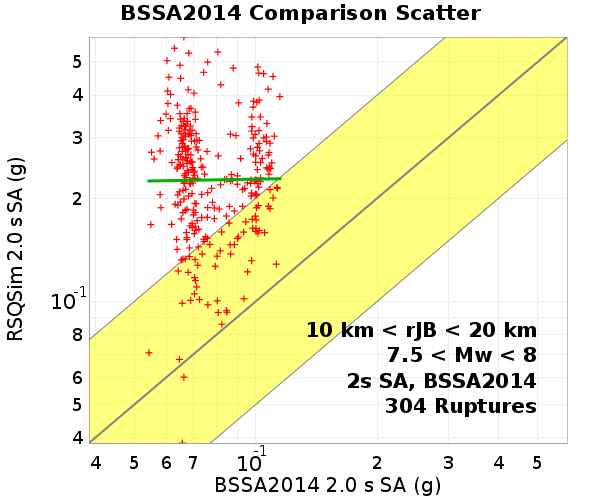 BSSA2014 Comparison Scatter
RSQSim 2.0 s SA (g)
5
4
3
2
10-1
8
6
5
4
10 km < rJB < 20 km
7.5 < Mw < 8
2s SA, BSSA2014
304 Ruptures
4 5 6 7 10-1 2 3 4 5
BSSA2014 2.0 s SA (g)